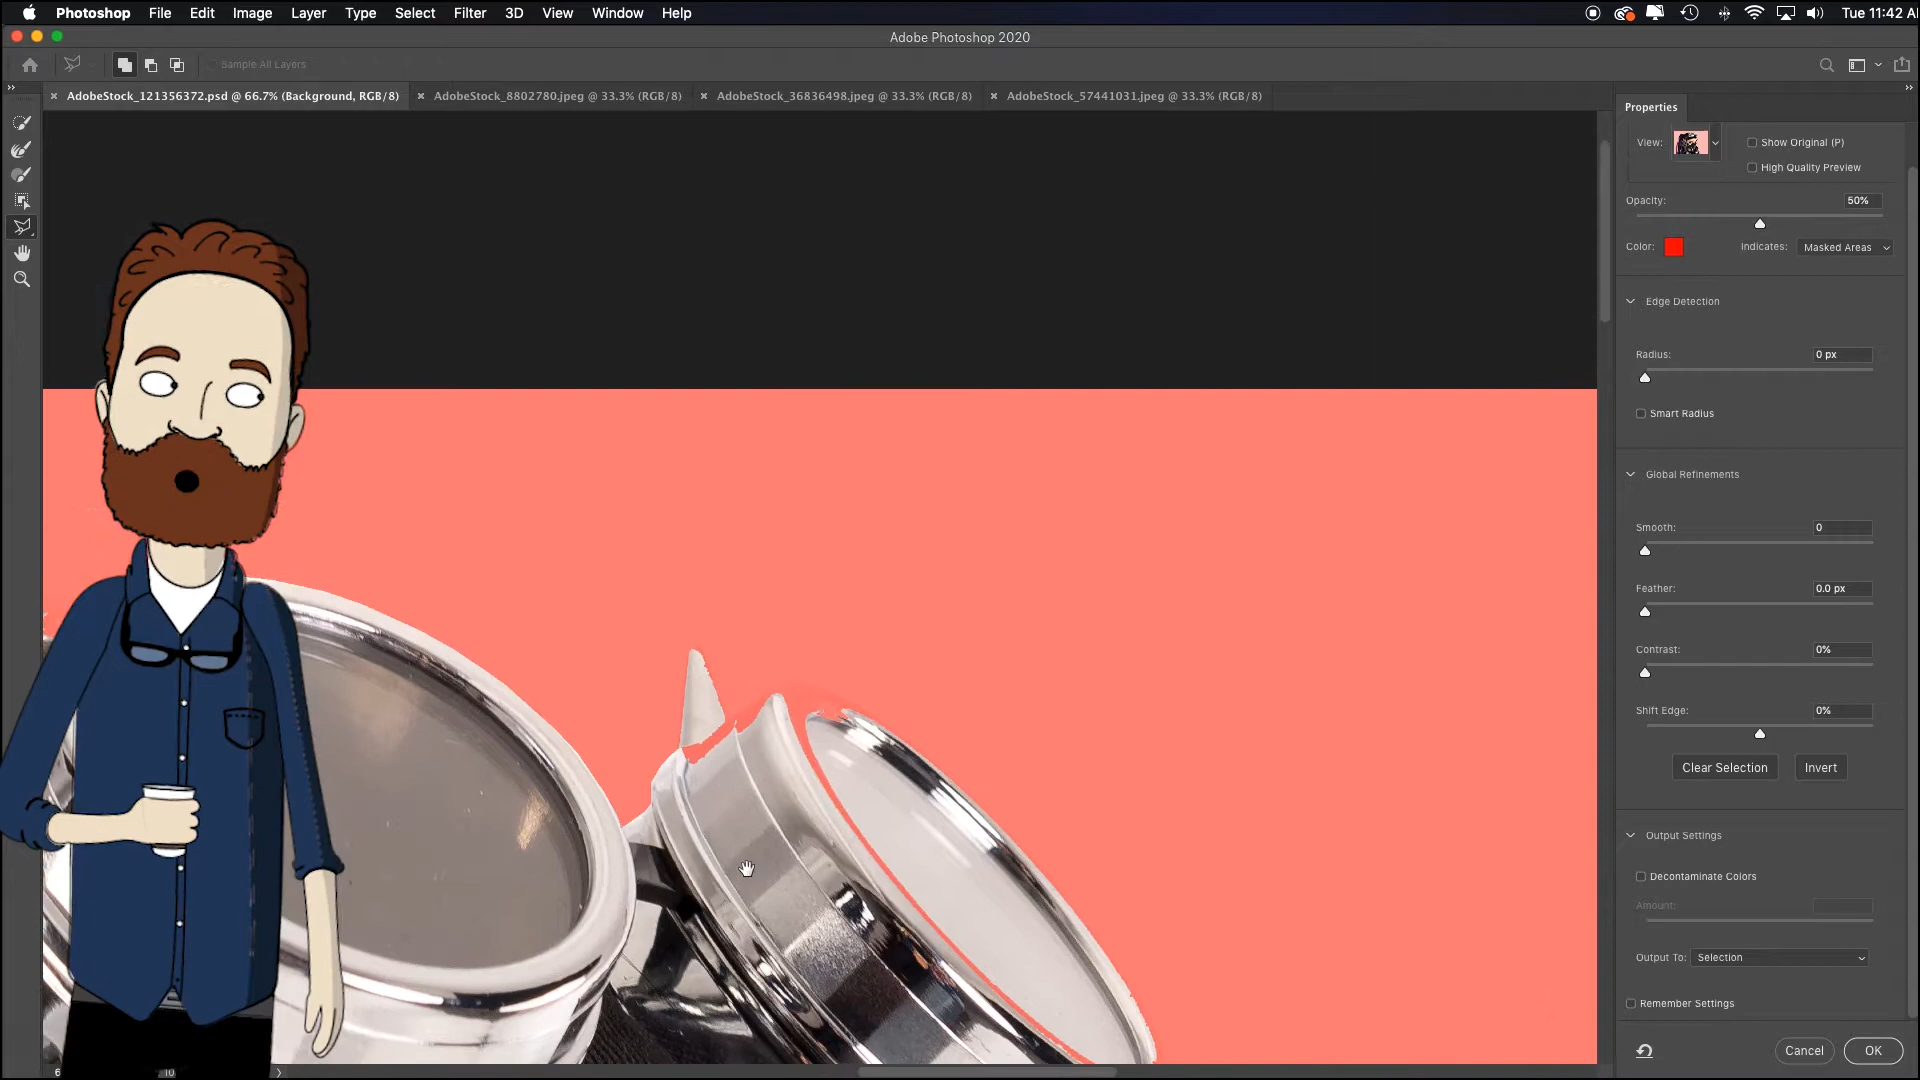 Photoshop File Edit Image Layer Type Select Filter 3D View Window Help Tue 11:42 A
Adobe Photoshop 2020
Sample All Layers
AdobeStock_121356372.psd @ 66.7% (Background, RGB/8) AdobeStock_8802780.jpeg @ 33.3% (RGB/8) AdobeStock_36836498.jpeg @ 33.3% (RGB/8) AdobeStock_57441031.jpeg @ 33.3% (RGB/8)
Properties
View: Show Original (P)
High Quality Preview
Opacity: 50%
Color: Indicates: Masked Areas
Edge Detection
Radius: 0 px
Smart Radius
Global Refinements
Smooth: 0
Feather: 0.0 px
Contrast: 0%
Shift Edge: 0%
Clear Selection Invert
Output Settings
Decontaminate Colors
Amount:
Output To: Selection
Remember Settings
Cancel OK